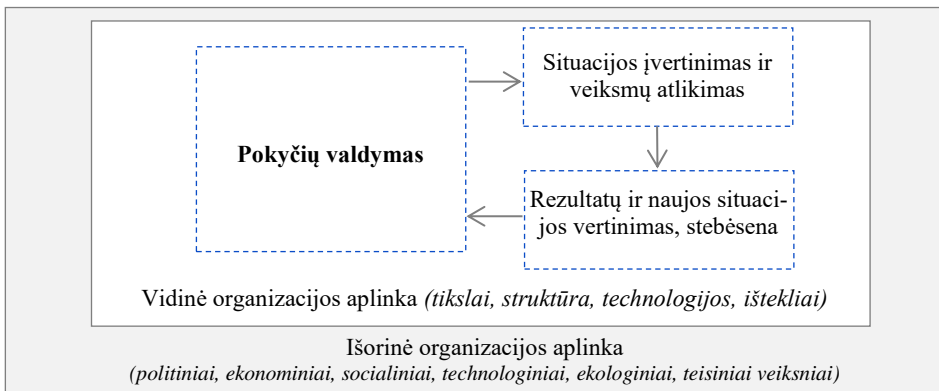 Situacijos įvertinimas ir
veiksmų atlikimas
Pokyčių valdymas
Rezultatų ir naujos situaci-
jos vertinimas, stebėsena
Vidinė organizacijos aplinka (tikslai, struktūra, technologijos, ištekliai)
Išorinė organizacijos aplinka
(politiniai, ekonominiai, socialiniai, technologiniai, ekologiniai, teisiniai veiksniai)